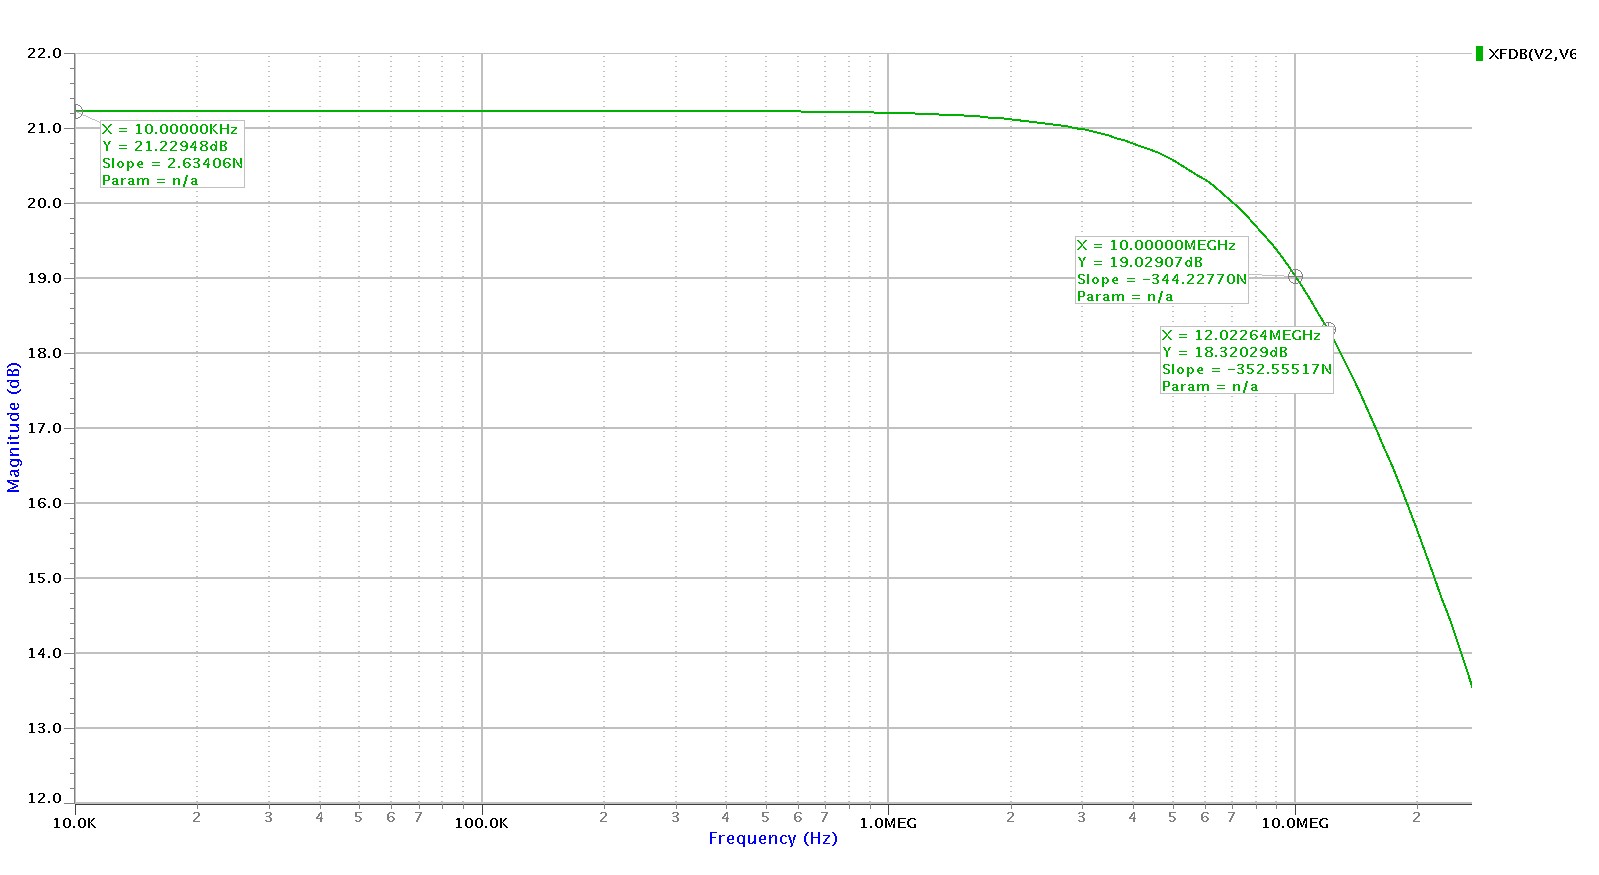 22.0
XFDB(V2,V6
21.0
X = 10.00000KHz
Y = 21.22948dB
Slope = 2.63406N
Param = n/a
20.0
X = 10.00000MEGHz
Y = 19.02907dB
Slope = -344.22770N
Param = n/a
19.0
X = 12.02264MEGHz
Y = 18.32029dB
Slope = -352.55517N
Param = n/a
18.0
17.0
16.0
15.0
14.0
13.0
12.0
Magnitude (dB)
10.0K 2 3 4 5 6 7 100.0K 2 3 4 5 6 7 1.0MEG 2 3 4 5 6 7 10.0MEG 2
Frequency (Hz)